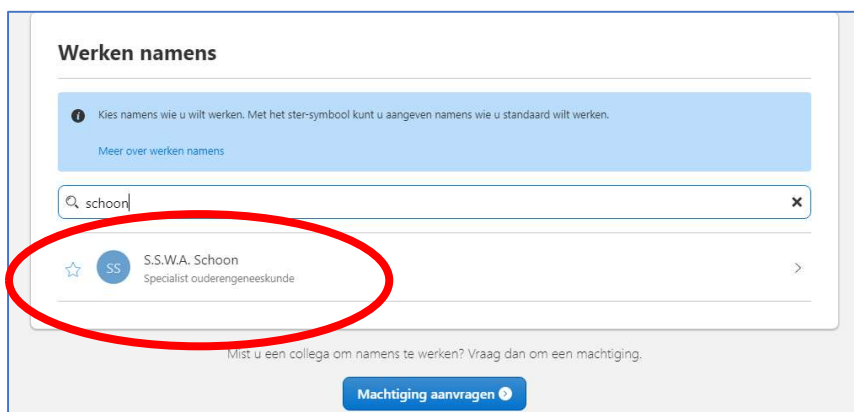 Werken namens
Kies namens wie u wilt werken. Met het ster-symbool kunt u aangeven namens wie u standaard wilt werken.
Meer over werken namens
schoon
SS
S.S.W.A. Schoon
Specialist ouderengeneeskunde
Mist u een collega om namens te werken? Vraag dan om een machtiging.
Machtiging aanvragen